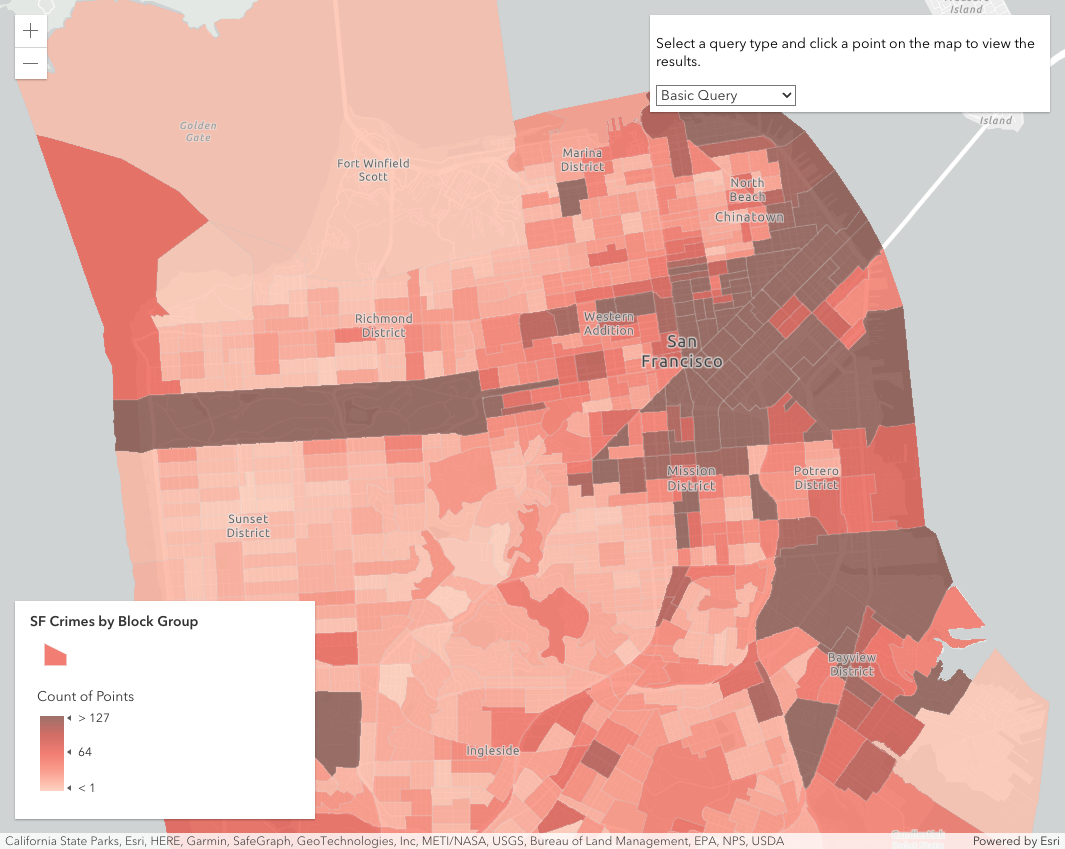 Island
+
−
Select a query type and click a point on the map to view the
results.
Basic Query
Island
Golden
Gate
Fort Winfield
Scott
Marina
District
North
Beach
Chinatown
Richmond
District
Western
Addition
San
Francisco
Mission
District
Potrero
District
Sunset
District
SF Crimes by Block Group
Count of Points
> 127
64
< 1
Bayview
District
Ingleside
California State Parks, Esri, HERE, Garmin, SafeGraph, GeoTechnologies, Inc, METI/NASA, USGS, Bureau of Land Management, EPA, NPS, USDA
Powered by Esri